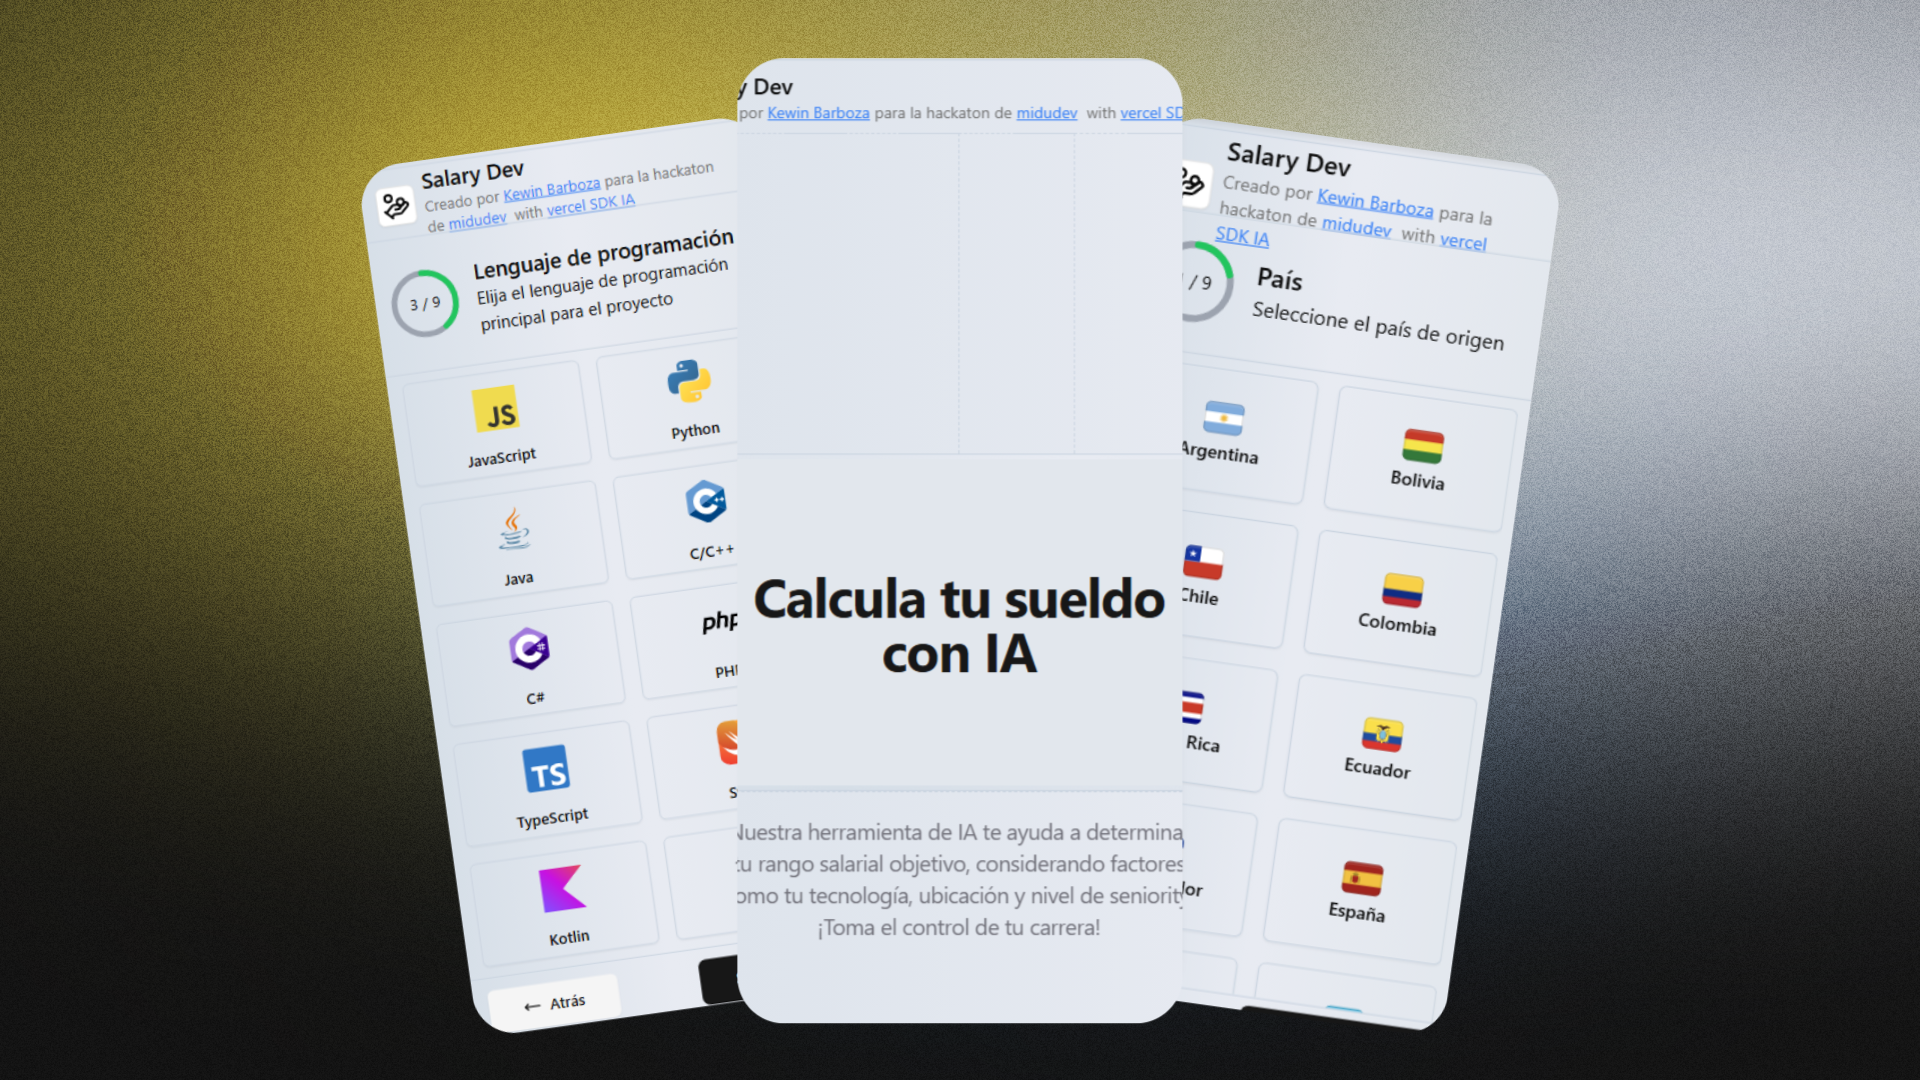 Salary Dev
Creado por Kewin Barboza para la hackaton
de midudev with vercel SDK IA
3 / 9
Lenguaje de programación
Elija el lenguaje de programación
principal para el proyecto
JS
JavaScript
Python
Java
C/C++
C#
php
TS
TypeScript
Kotlin
← Atrás
y Dev
por Kewin Barboza para la hackaton de midudev with vercel SD
Calcula tu sueldo
con IA
Nuestra herramienta de IA te ayuda a determina
tu rango salarial objetivo, considerando factores
omo tu tecnología, ubicación y nivel de seniority
¡Toma el control de tu carrera!
Salary Dev
Creado por Kewin Barboza para la
hackaton de midudev with vercel
SDK IA
/ 9
País
Seleccione el país de origen
Argentina
Bolivia
Chile
Colombia
Rica
Ecuador
dor
España